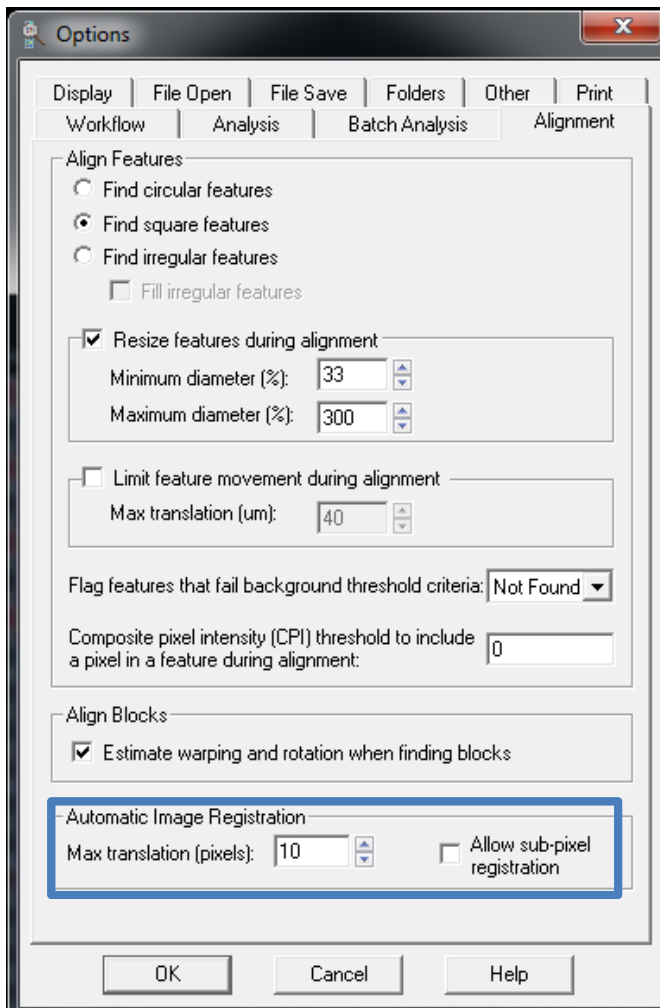 Options
Display File Open File Save Folders Other Print
Workflow Analysis Batch Analysis Alignment
Align Features
Find circular features
Find square features
Find irregular features
Fill irregular features
Resize features during alignment
Minimum diameter (%): 33
Maximum diameter (%): 300
Limit feature movement during alignment
Max translation (um): 40
Flag features that fail background threshold criteria: Not Found
Composite pixel intensity (CPI) threshold to include
a pixel in a feature during alignment: 0
Align Blocks
Estimate warping and rotation when finding blocks
Automatic Image Registration
Max translation (pixels): 10 Allow sub-pixel
registration
OK Cancel Help